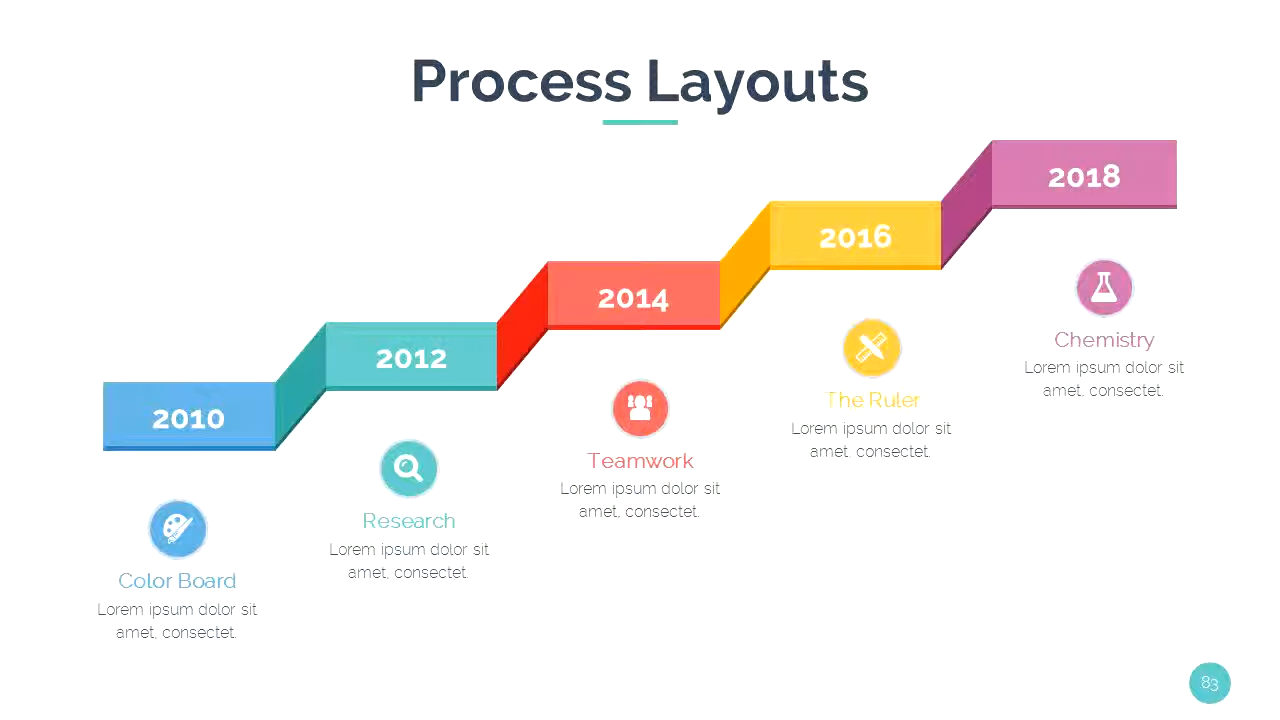 Process Layouts
2010
Color Board
Lorem ipsum dolor sit
amet, consectet.
2012
Research
Lorem ipsum dolor sit
amet, consectet.
2014
Teamwork
Lorem ipsum dolor sit
amet, consectet.
2016
The Ruler
Lorem ipsum dolor sit
amet, consectet.
2018
Chemistry
Lorem ipsum dolor sit
amet, consectet.
83